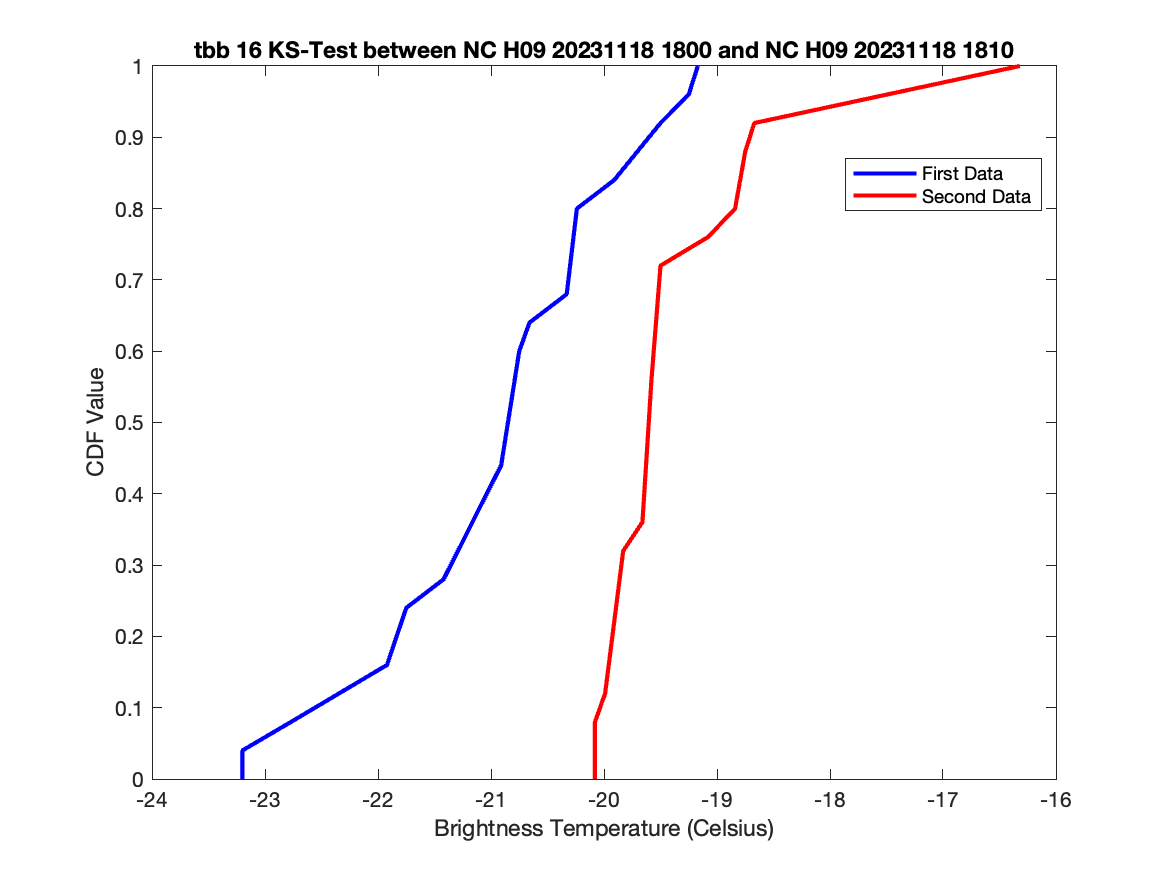 tbb 16 KS-Test between NC H09 20231118 1800 and NC H09 20231118 1810
1
0.9
0.8
0.7
0.6
0.5
0.4
0.3
0.2
0.1
0
CDF Value
First Data
Second Data
-24 -23 -22 -21 -20 -19 -18 -17 -16
Brightness Temperature (Celsius)